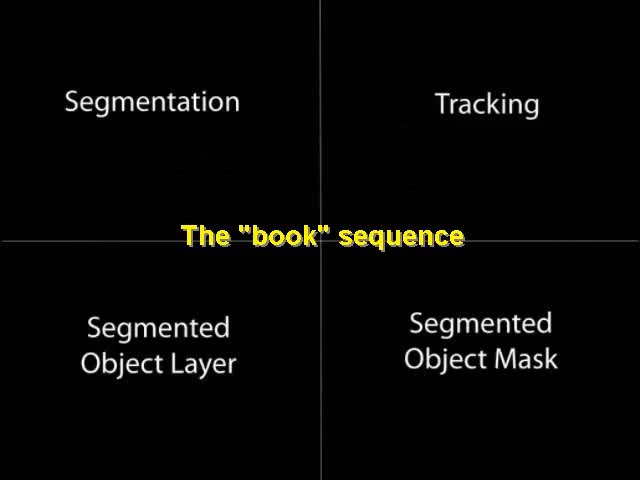 Segmentation
Tracking
The "book" sequence
Segmented
Object Layer
Segmented
Object Mask